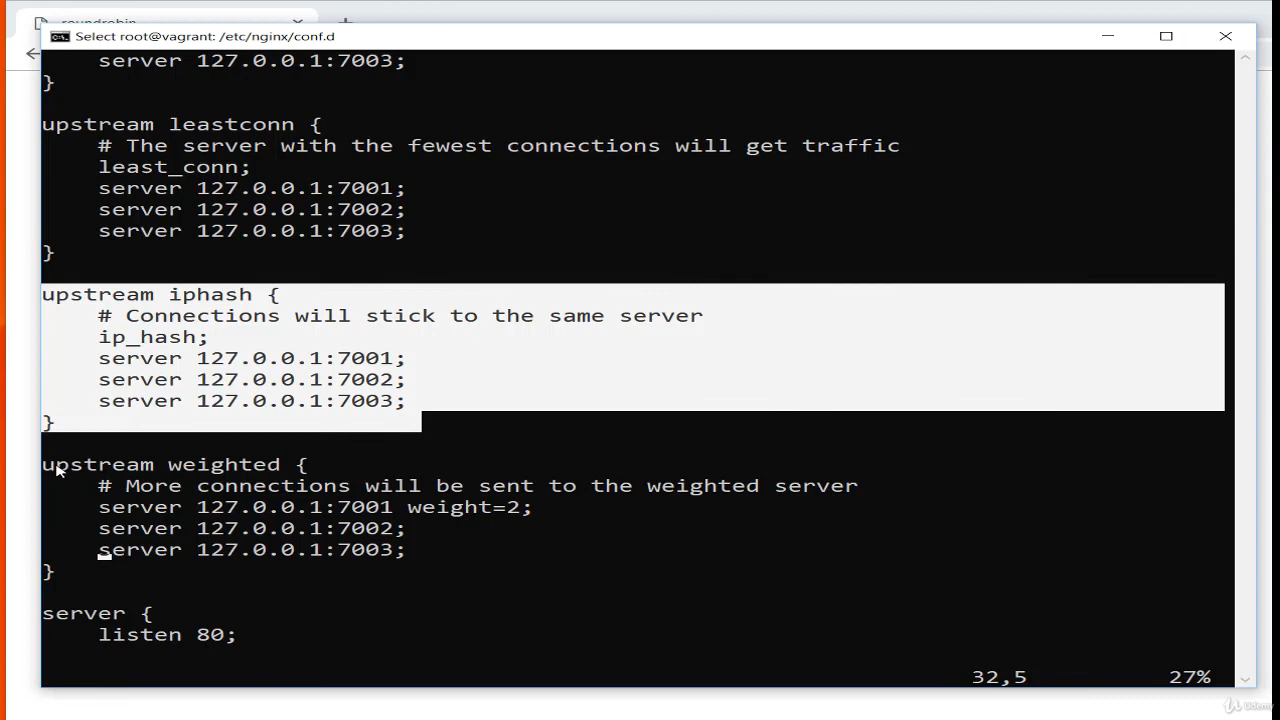 roundrobin
Select root@vagrant: /etc/nginx/conf.d
server 127.0.0.1:7003;
}
upstream leastconn {
# The server with the fewest connections will get traffic
least_conn;
server 127.0.0.1:7001;
server 127.0.0.1:7002;
server 127.0.0.1:7003;
}
upstream iphash {
# Connections will stick to the same server
ip_hash;
server 127.0.0.1:7001;
server 127.0.0.1:7002;
server 127.0.0.1:7003;
}
upstream weighted {
# More connections will be sent to the weighted server
server 127.0.0.1:7001 weight=2;
server 127.0.0.1:7002;
server 127.0.0.1:7003;
}
server {
listen 80;
32,5 27%
Udemy